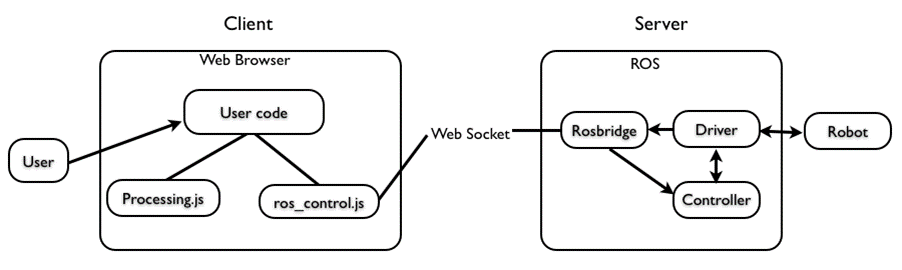 Client
Server
Web Browser
ROS
User code
Web Socket
Rosbridge
Driver
Robot
User
Processing.js
ros_control.js
Controller